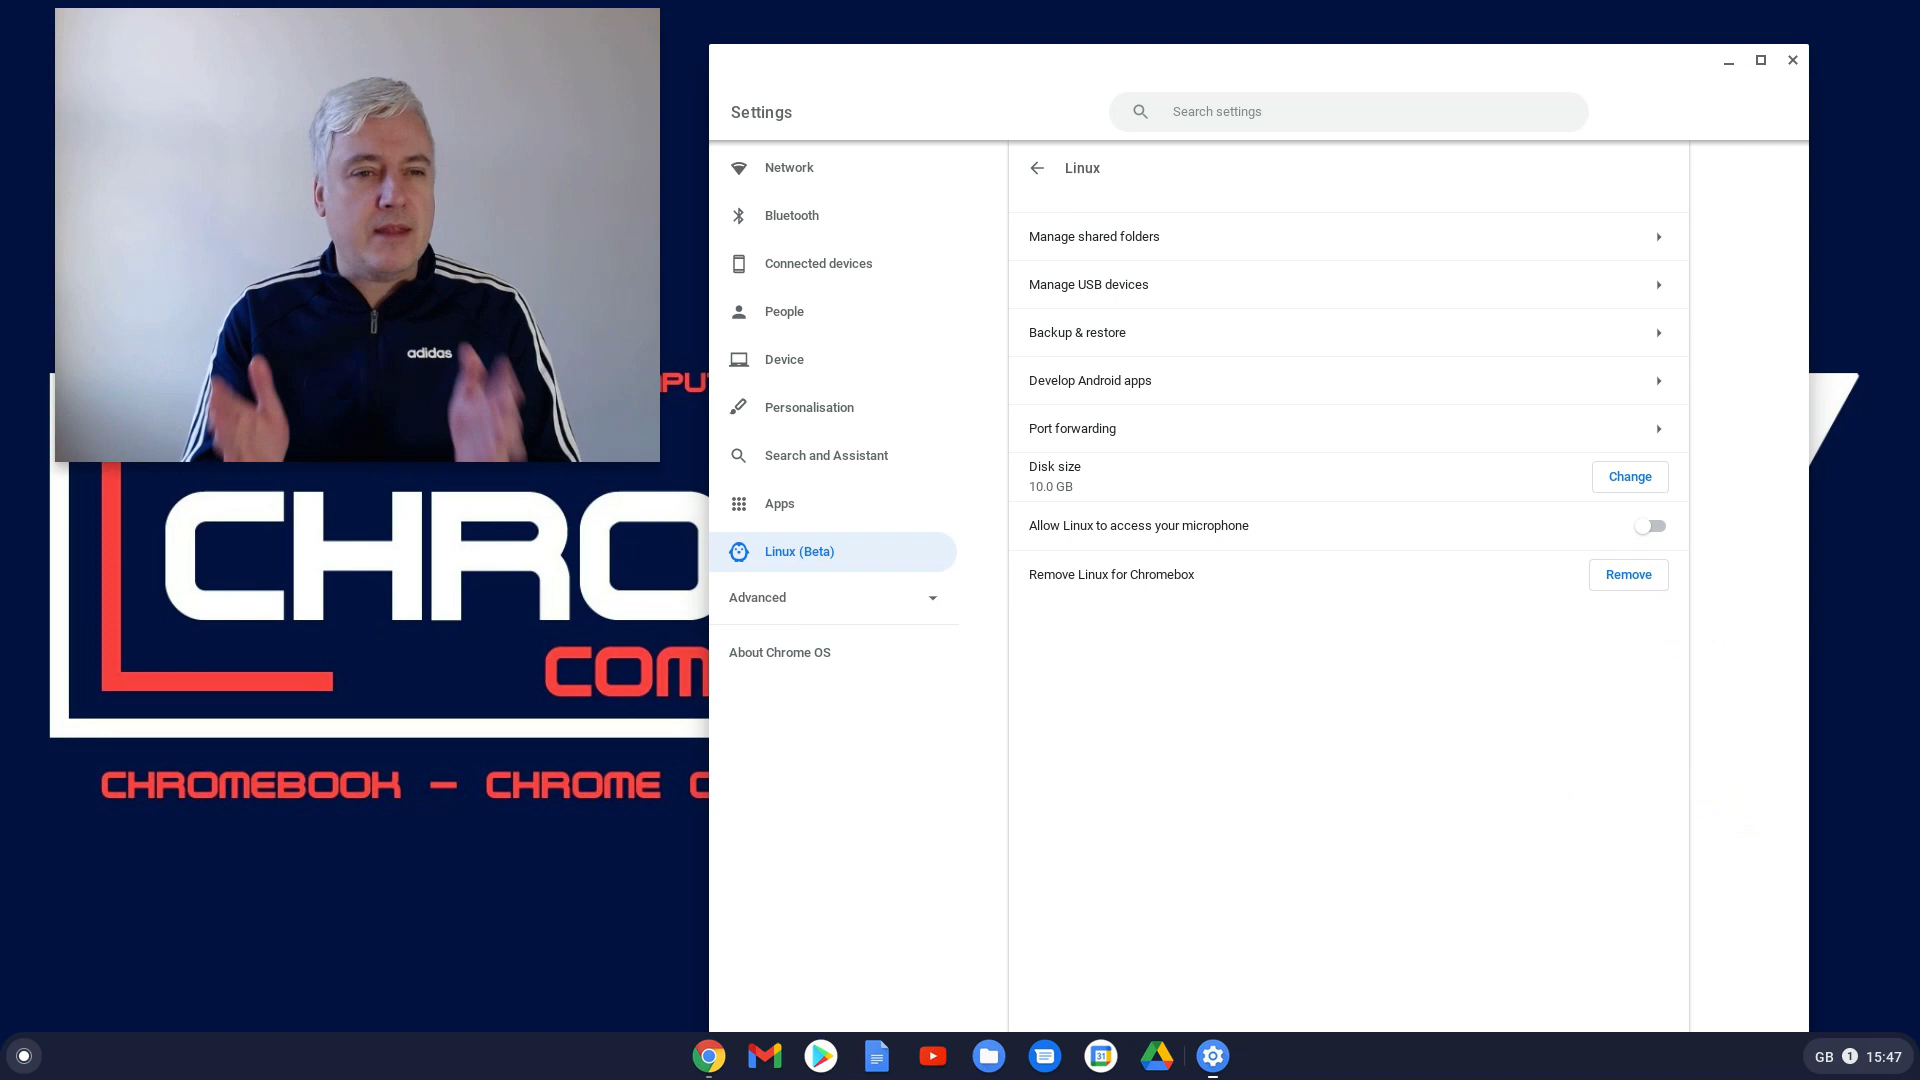 adidas
CHRO
COM
CHROMEBOOK – CHROME
Settings
Search settings
Network
Bluetooth
Connected devices
People
Device
Personalisation
Search and Assistant
Apps
Linux (Beta)
Advanced
About Chrome OS
Linux
Manage shared folders
Manage USB devices
Backup & restore
Develop Android apps
Port forwarding
Disk size
10.0 GB
Change
Allow Linux to access your microphone
Remove Linux for Chromebox
Remove
31
GB 1 15:47